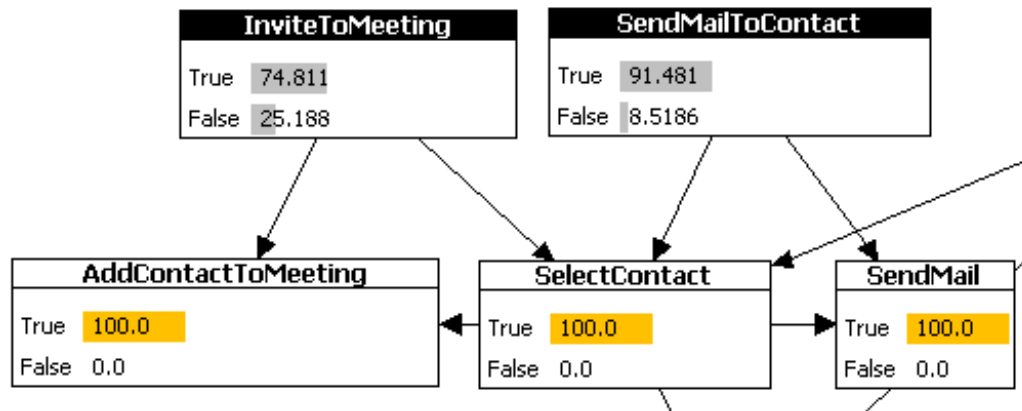 InviteToMeeting
True 74.811
False 25.188
SendMailToContact
True 91.481
False 8.5186
AddContactToMeeting
True 100.0
False 0.0
SelectContact
True 100.0
False 0.0
SendMail
True 100.0
False 0.0